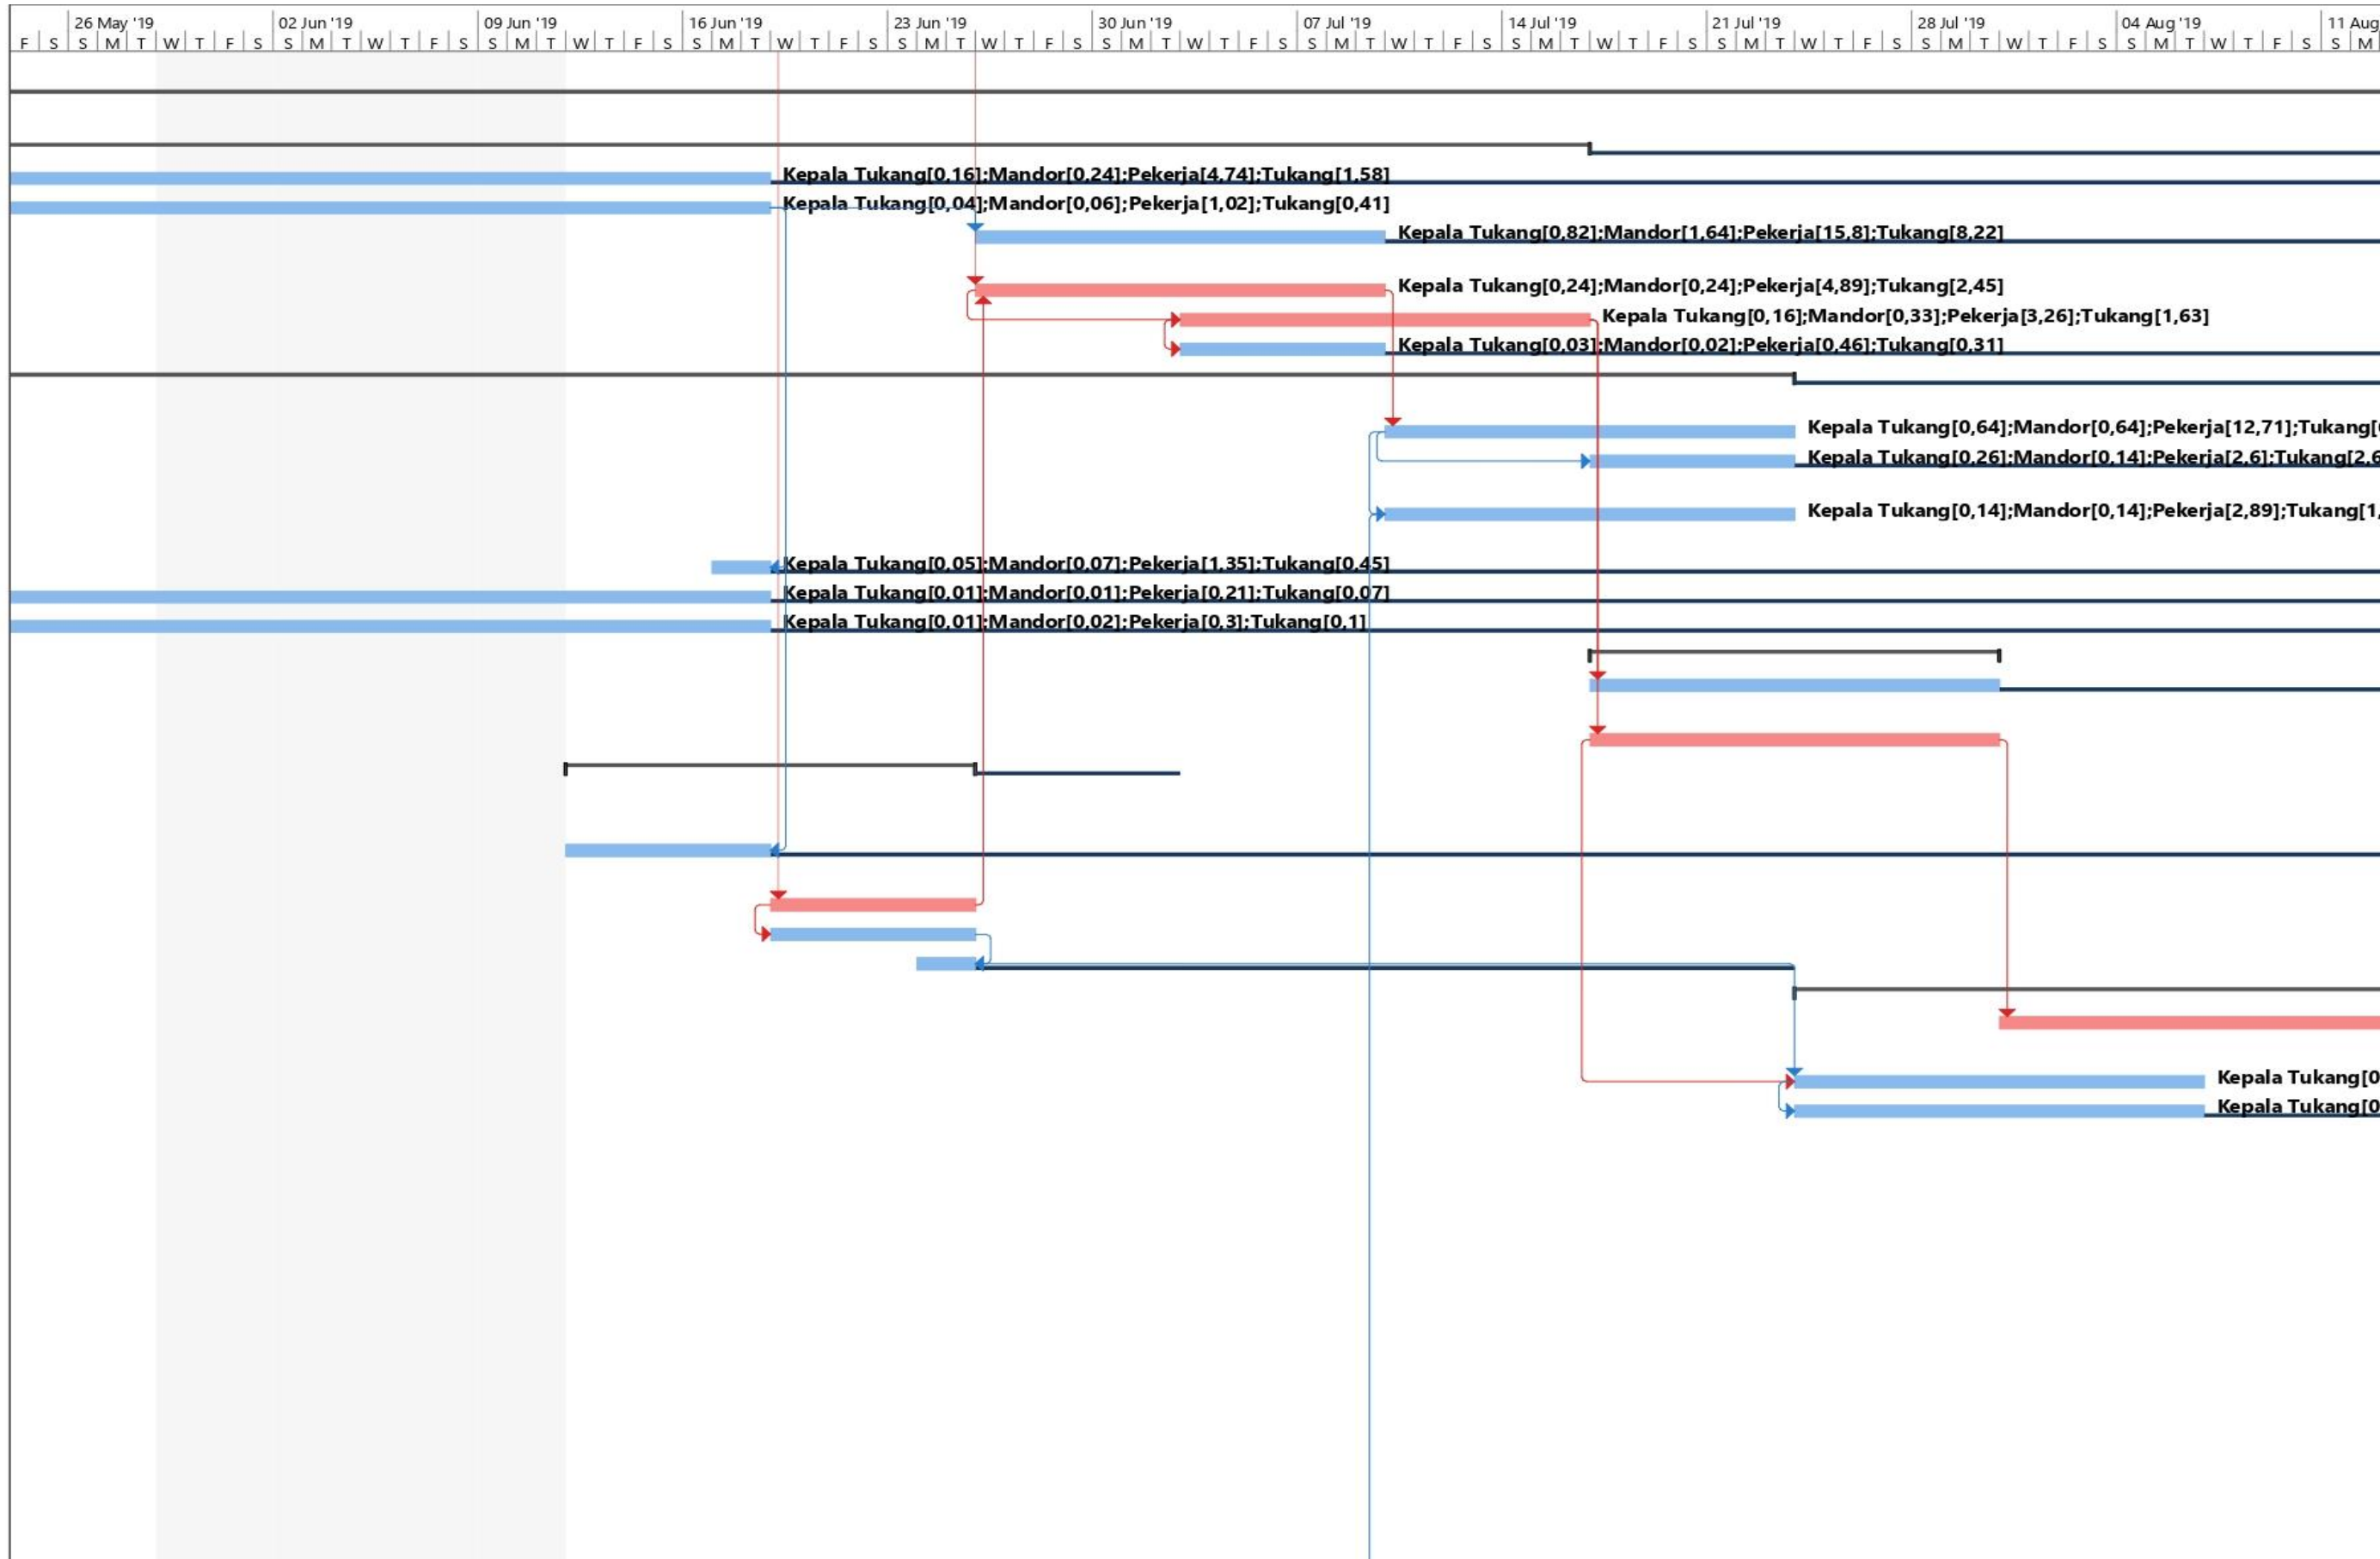 26 May '19 02 Jun '19 09 Jun '19 16 Jun '19 23 Jun '19 30 Jun '19 07 Jul '19 14 Jul '19 21 Jul '19 28 Jul '19 04 Aug '19 11 Aug
F S S M T W T F S S M T W T F S S M T W T F S S M T W T F S S M T W T F S S M T W T F S S M T W T F S S M T W T F S S M T W T F S S M T W T F S S M T W T F S S M
Kepala Tukang[0,16];Mandor[0,24];Pekerja[4,74];Tukang[1,58]
Kepala Tukang[0,04];Mandor[0,06];Pekerja[1,02];Tukang[0,41]
Kepala Tukang[0,82];Mandor[1,64];Pekerja[15,8];Tukang[8,22]
Kepala Tukang[0,24];Mandor[0,24];Pekerja[4,89];Tukang[2,45]
Kepala Tukang[0,16];Mandor[0,33];Pekerja[3,26];Tukang[1,63]
Kepala Tukang[0,03];Mandor[0,02];Pekerja[0,46];Tukang[0,31]
Kepala Tukang[0,64];Mandor[0,64];Pekerja[12,71];Tukang[
Kepala Tukang[0,26];Mandor[0,14];Pekerja[2,6];Tukang[2,6
Kepala Tukang[0,14];Mandor[0,14];Pekerja[2,89];Tukang[1,
Kepala Tukang[0,05];Mandor[0,07];Pekerja[1,35];Tukang[0,45]
Kepala Tukang[0,01];Mandor[0,01];Pekerja[0,21];Tukang[0,07]
Kepala Tukang[0,01];Mandor[0,02];Pekerja[0,3];Tukang[0,1]
Kepala Tukang[0
Kepala Tukang[0